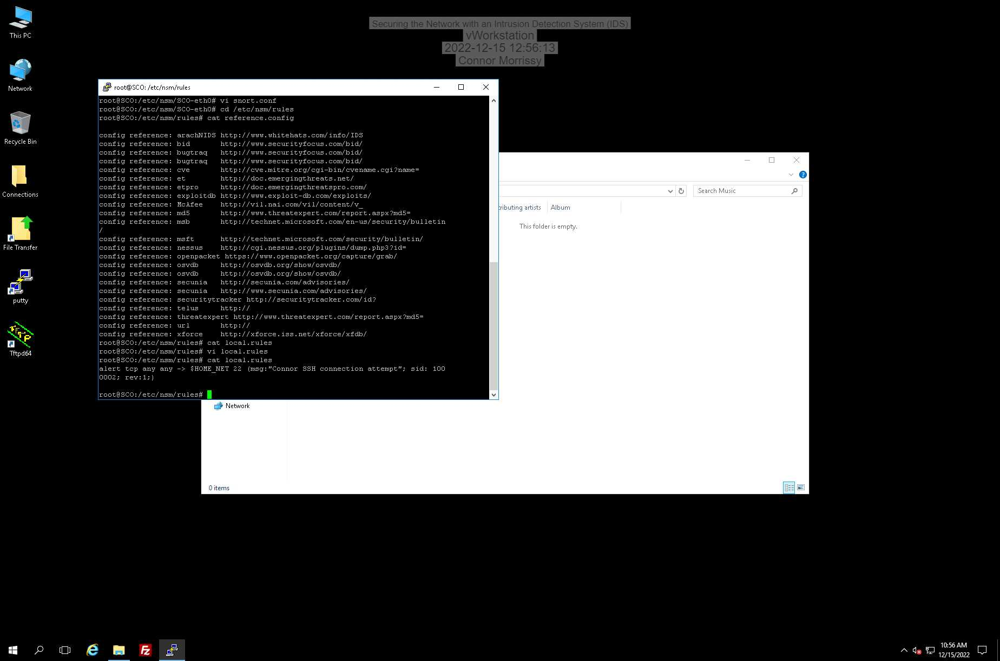 Securing the Network with an Intrusion Detection System (IDS)
vWorkstation
2022-12-15 12:56:13
Connor Morrissy
This PC
Network
Recycle Bin
Connections
File Transfer
putty
Tftpd64
root@SCO: /etc/nsm/rules
root@SCO:/etc/nsm/SCO-eth0# vi snort.conf
root@SCO:/etc/nsm/SCO-eth0# cd /etc/nsm/rules
root@SCO:/etc/nsm/rules# cat reference.config
config reference: arachNIDS http://www.whitehats.com/info/IDS
config reference: bid       http://www.securityfocus.com/bid/
config reference: bugtraq   http://www.securityfocus.com/bid/
config reference: bugtraq   http://www.securityfocus.com/bid/
config reference: cve       http://cve.mitre.org/cgi-bin/cvename.cgi?name=
config reference: et        http://doc.emergingthreats.net/
config reference: etpro     http://doc.emergingthreatspro.com/
config reference: exploitdb http://www.exploit-db.com/exploits/
config reference: McAfee    http://vil.nai.com/vil/content/v_
config reference: md5       http://www.threatexpert.com/report.aspx?md5=
config reference: msb       http://technet.microsoft.com/en-us/security/bulletin
/
config reference: msft      http://technet.microsoft.com/security/bulletin/
config reference: nessus    http://cgi.nessus.org/plugins/dump.php3?id=
config reference: openpacket https://www.openpacket.org/capture/grab/
config reference: osvdb     http://osvdb.org/show/osvdb/
config reference: osvdb     http://osvdb.org/show/osvdb/
config reference: secunia   http://secunia.com/advisories/
config reference: secunia   http://www.secunia.com/advisories/
config reference: securitytracker http://securitytracker.com/id?
config reference: telus     http://
config reference: threatexpert http://www.threatexpert.com/report.aspx?md5=
config reference: url       http://
config reference: xforce    http://xforce.iss.net/xforce/xfdb/
root@SCO:/etc/nsm/rules# cat local.rules
root@SCO:/etc/nsm/rules# vi local.rules
root@SCO:/etc/nsm/rules# cat local.rules
alert tcp any any -> $HOME_NET 22 (msg:"Connor SSH connection attempt"; sid: 100
0002; rev:1;)
root@SCO:/etc/nsm/rules#
Search Music
tributing artists
Album
This folder is empty.
Network
0 items
10:56 AM
12/15/2022